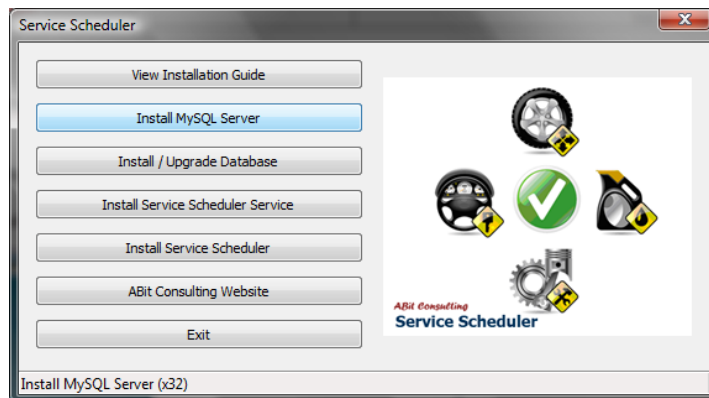 Service Scheduler
View Installation Guide
Install MySQL Server
Install / Upgrade Database
Install Service Scheduler Service
Install Service Scheduler
ABit Consulting Website
Exit
ABit Consulting
Service Scheduler
Install MySQL Server (x32)